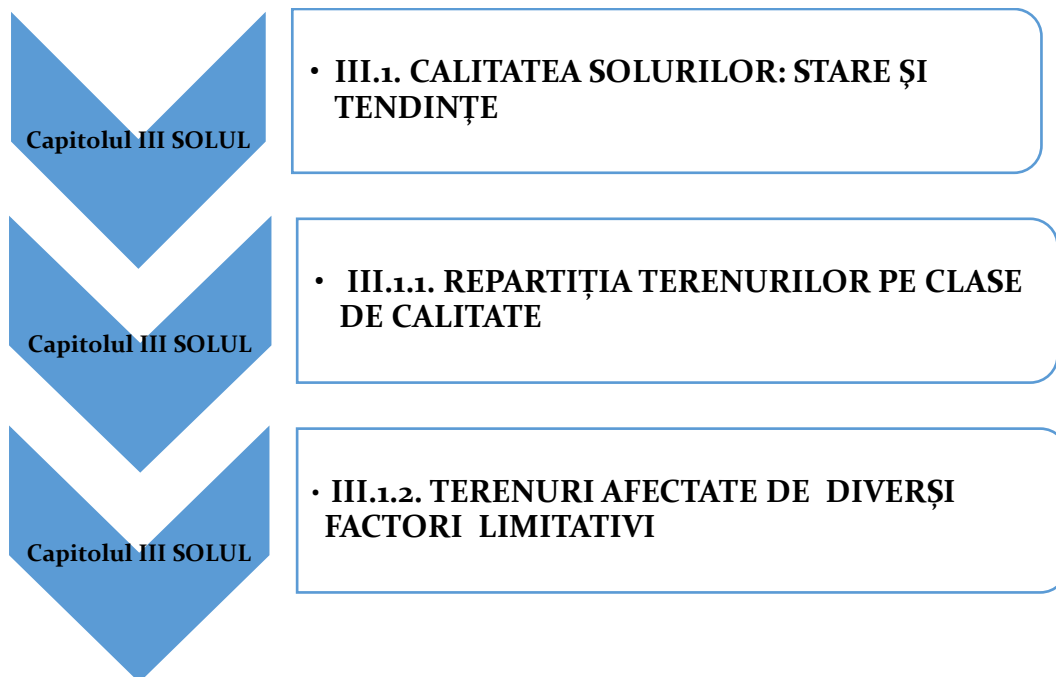 Capitolul III SOLUL
• III.1. CALITATEA SOLURILOR: STARE ȘI
TENDINȚE
Capitolul III SOLUL
• III.1.1. REPARTIȚIA TERENURILOR PE CLASE
DE CALITATE
Capitolul III SOLUL
• III.1.2. TERENURI AFECTATE DE DIVERȘI
FACTORI LIMITATIVI